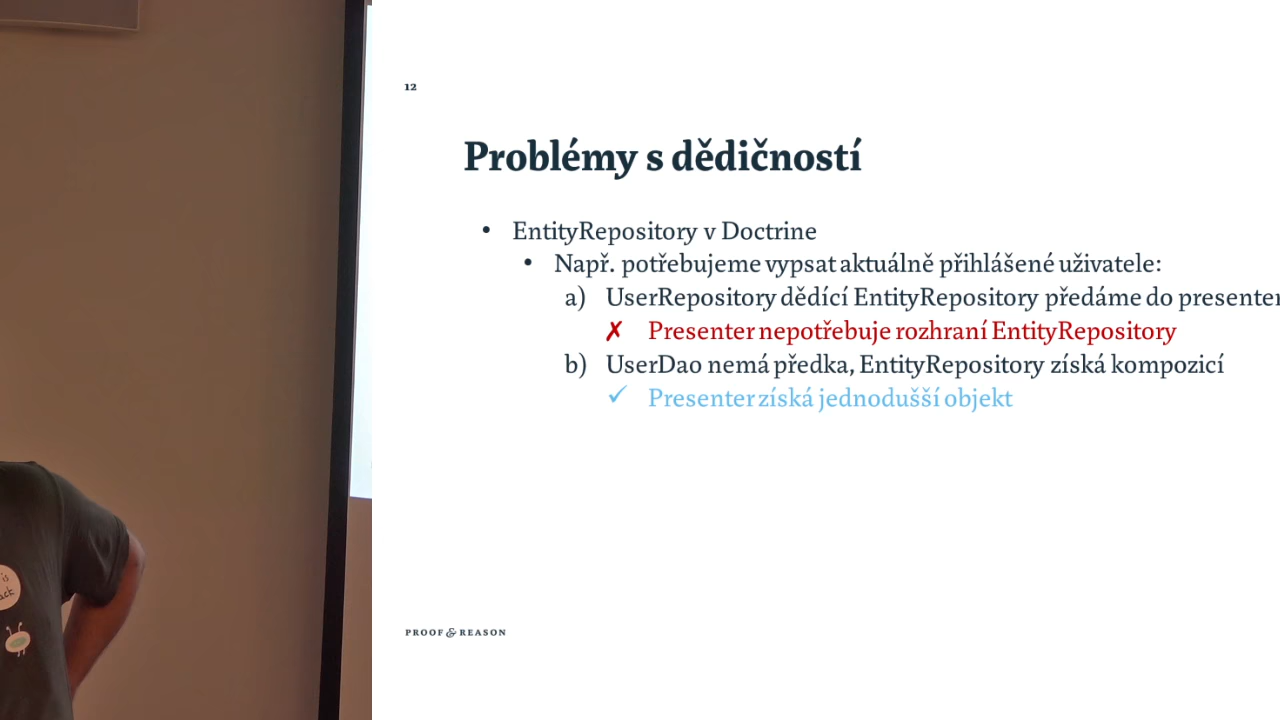 12
Problémy s dědičností
• EntityRepository v Doctrine
• Např. potřebujeme vypsat aktuálně přihlášené uživatele:
a) UserRepository dědící EntityRepository předáme do presenter
✗ Presenter nepotřebuje rozhraní EntityRepository
b) UserDao nemá předka, EntityRepository získá kompozicí
✓ Presenter získá jednodušší objekt
PROOF & REASON
is